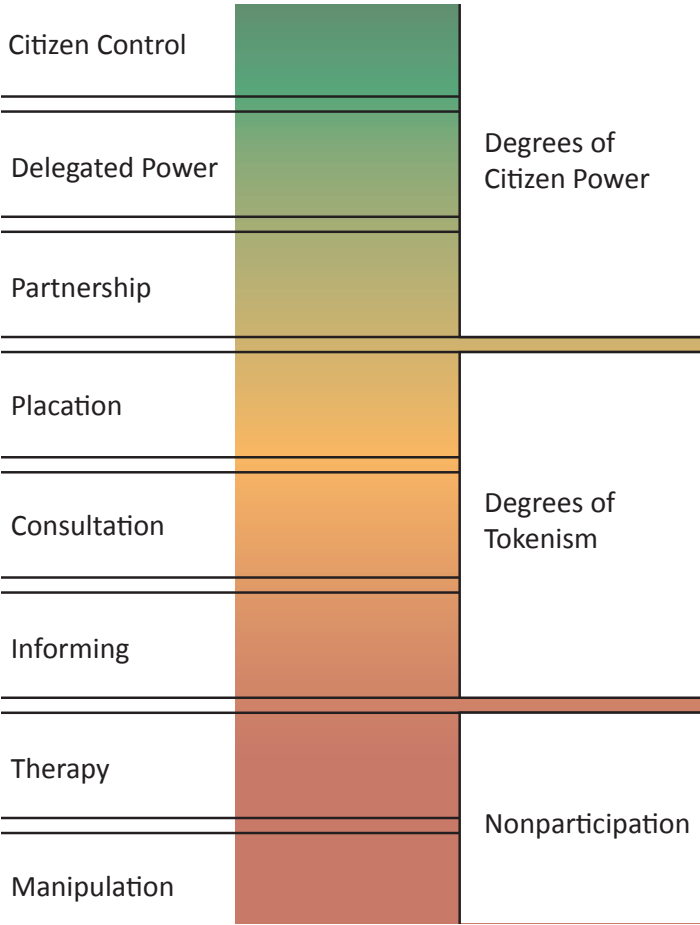 Citizen Control
Delegated Power
Partnership
Degrees of
Citizen Power
Placation
Consultation
Informing
Degrees of
Tokenism
Therapy
Manipulation
Nonparticipation